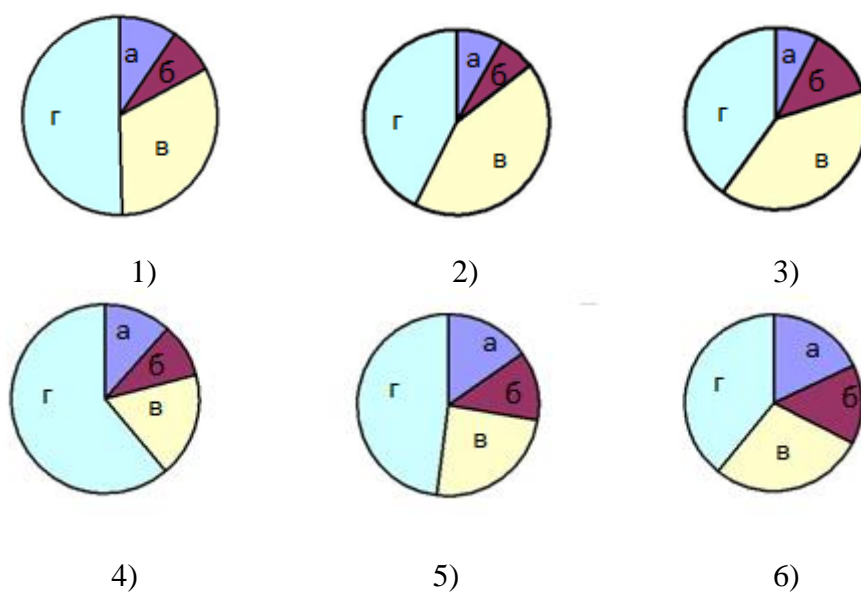 г а б в
г а б в
г а б в
1) 2) 3)
г а б в
г а б в
г а б в
4) 5) 6)